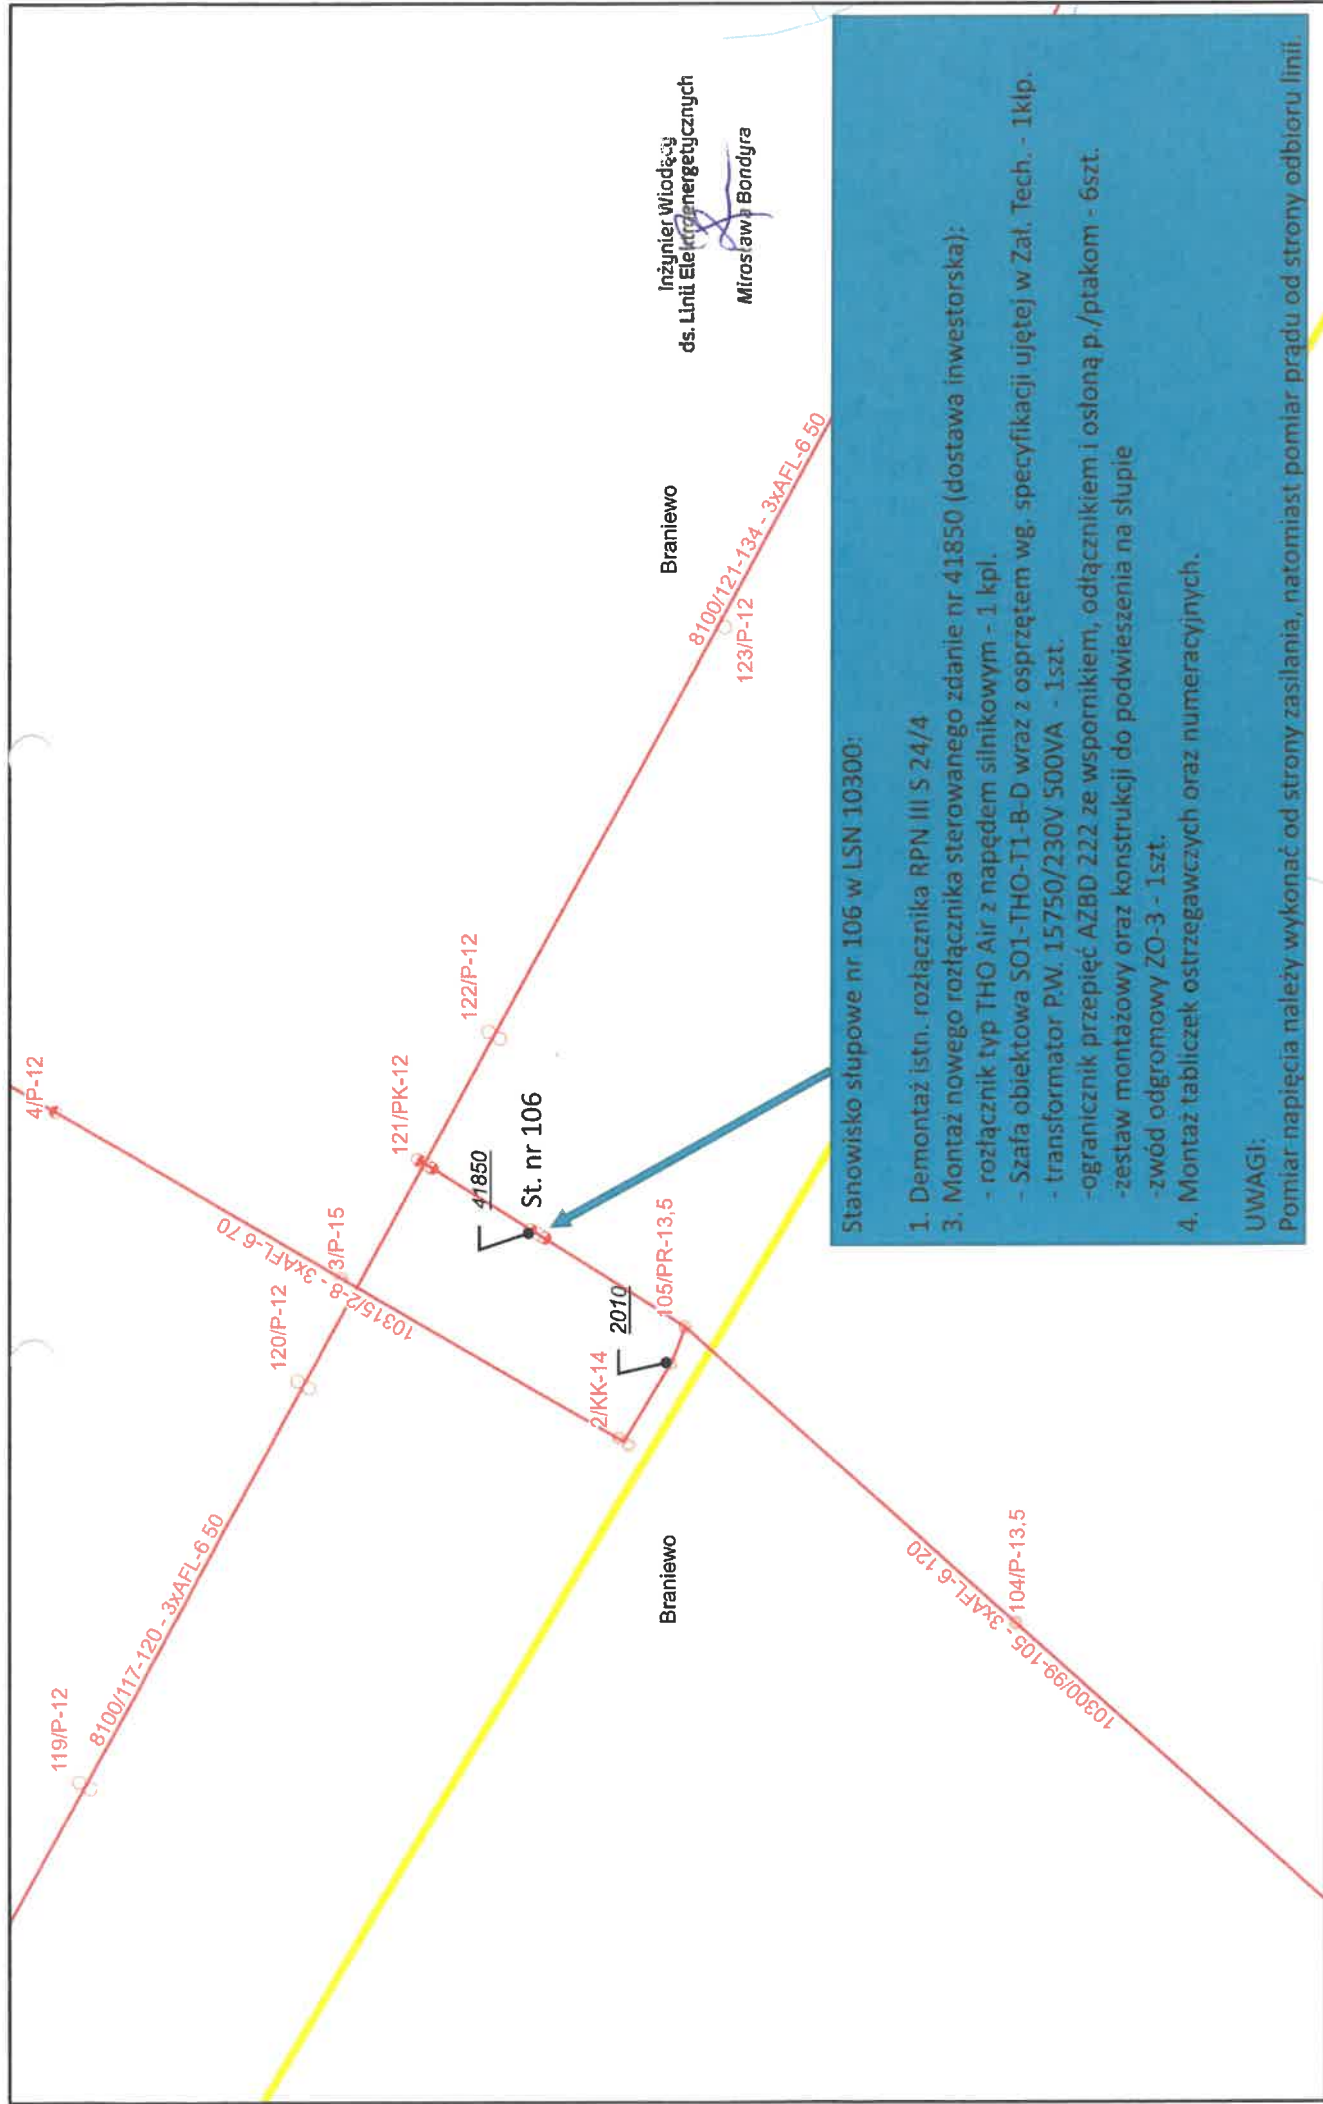 4/P-12
119/P-12
8100/117-120 - 3xAFL-6 50
120/P-12
10315/2-8 - 3xAFL-6 70
3/P-15
121/PK-12
122/P-12
41850
St. nr 106
2/KK-14
2010
105/PR-13,5
8100/121-134 - 3xAFL-6 50
123/P-12
Braniewo
Braniewo
10300/99-105 - 3xAFL-6 120
104/P-13,5
Inżynier Wiodący
ds. Linii Elektroenergetycznych
Mirosława Bondyra
Stanowisko słupowe nr 106 w LSN 10300:
1. Demontaż istn. rozłącznika RPN III S 24/4
3. Montaż nowego rozłącznika sterowanego zdanie nr 41850 (dostawa inwestorska):
- rozłącznik typ THO Air z napędem silnikowym - 1 kpl.
- Szafa obiektowa SO1-THO-T1-B-D wraz z osprzętem wg. specyfikacji ujętej w Zał. Tech. - 1klp.
- transformator P.W. 15750/230V 500VA - 1szt.
-ogranicznik przepięć AZBD 222 ze wspornikiem, odłącznikiem i osłoną p./ptakom - 6szt.
-zestaw montażowy oraz konstrukcji do podwieszenia na słupie
-zwód odgromowy ZO-3 - 1szt.
4. Montaż tabliczek ostrzegawczych oraz numeracyjnych.
UWAGI:
Pomiar napięcia należy wykonać od strony zasilania, natomiast pomiar prądu od strony odbioru linii.